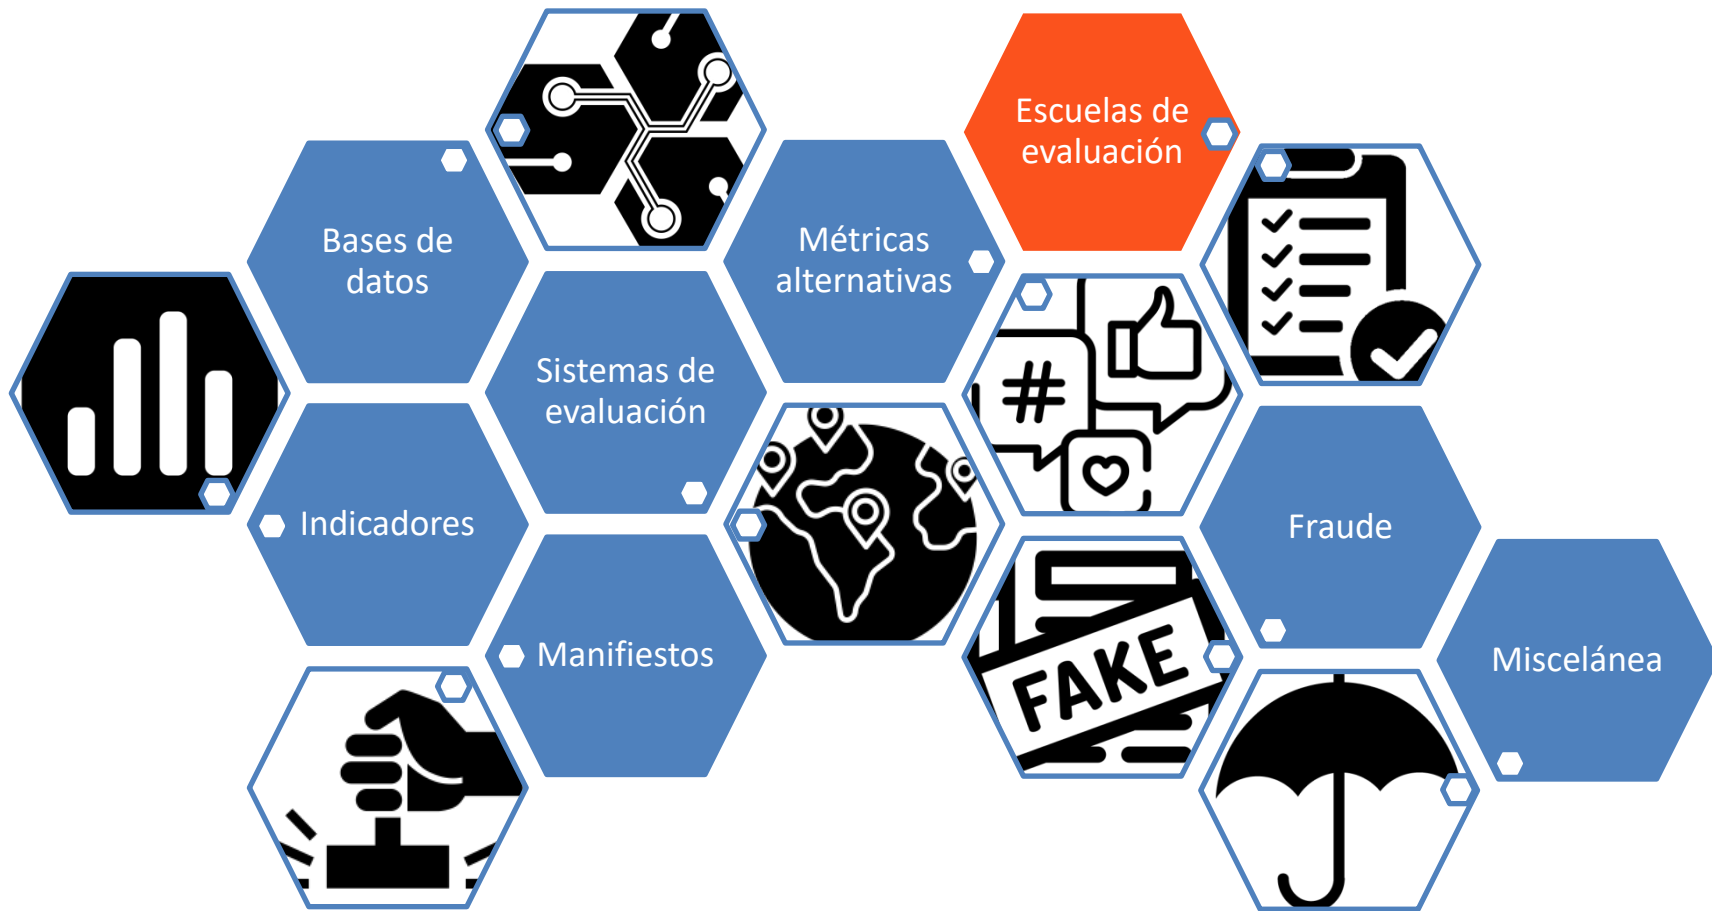 Escuelas de
evaluación
Bases de
datos
Métricas
alternativas
Sistemas de
evaluación
#
Indicadores
Fraude
Manifiestos
FAKE
Miscelánea